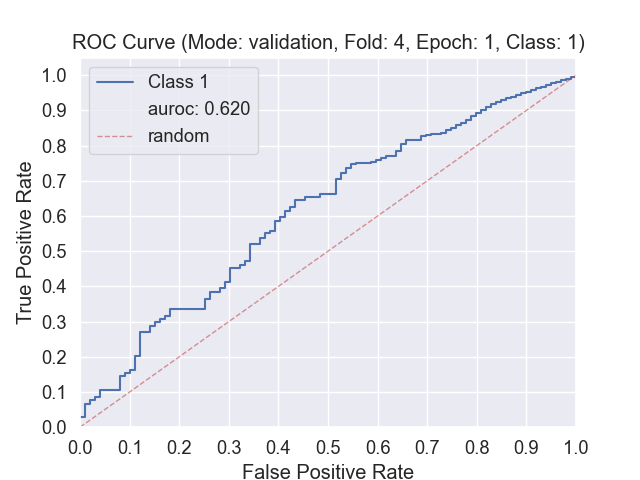 ROC Curve (Mode: validation, Fold: 4, Epoch: 1, Class: 1)
Class 1
auroc: 0.620
random
True Positive Rate
1.0
0.9
0.8
0.7
0.6
0.5
0.4
0.3
0.2
0.1
0.0
0.0 0.1 0.2 0.3 0.4 0.5 0.6 0.7 0.8 0.9 1.0
False Positive Rate